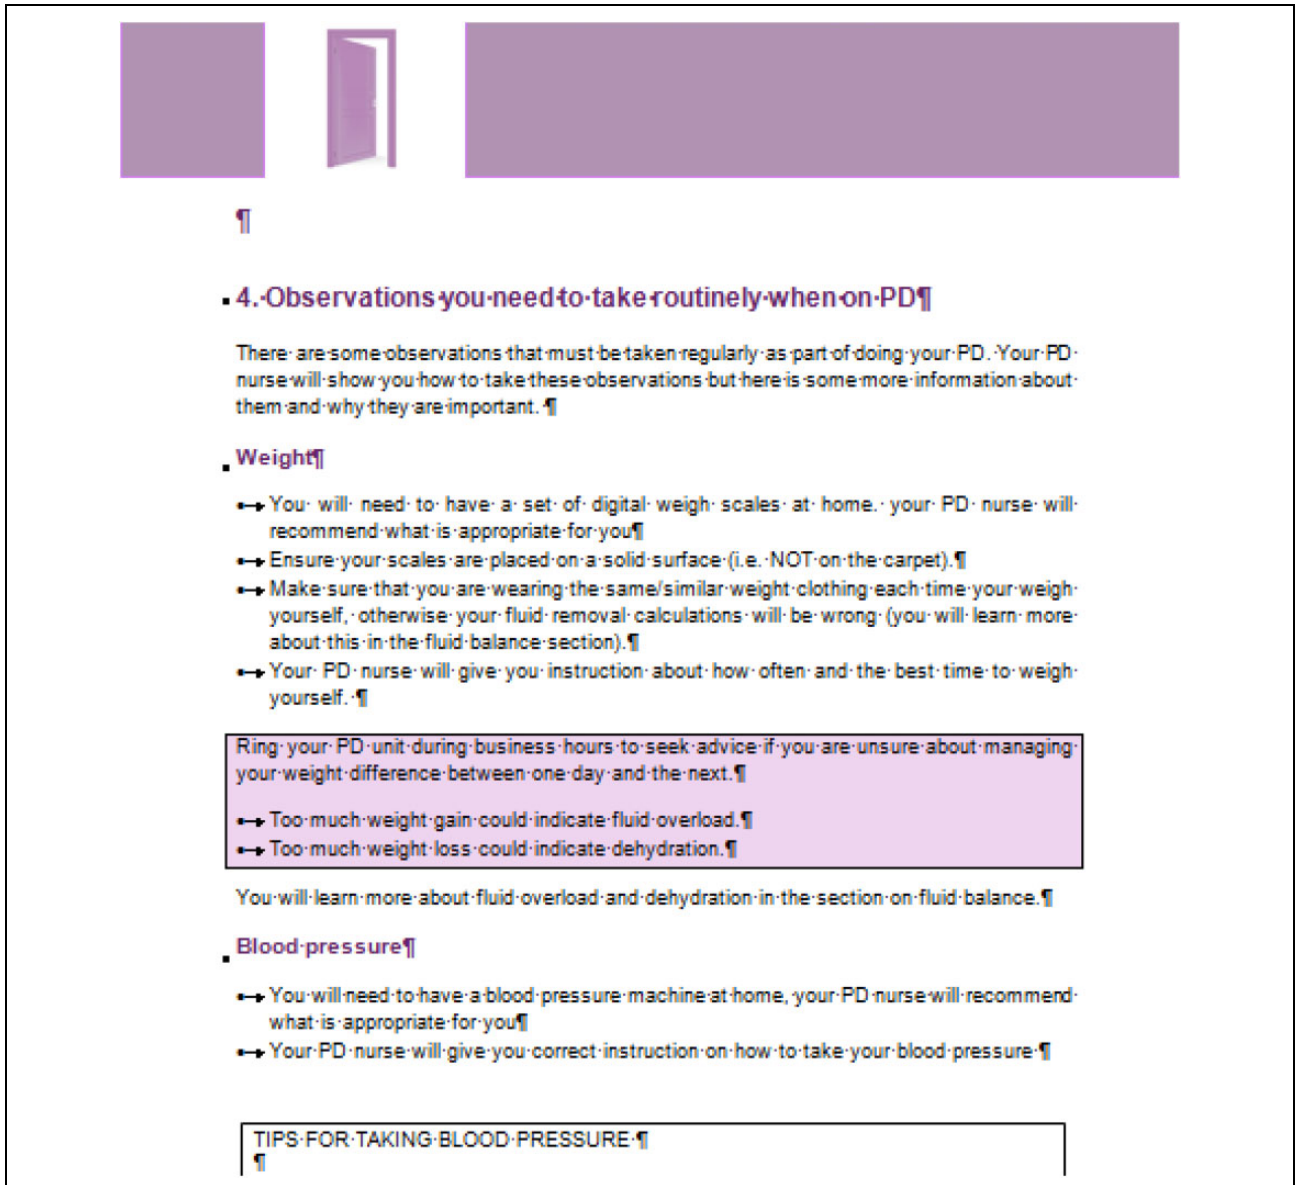 4. Observations you need to take routinely when on PD
There are some observations that must be taken regularly as part of doing your PD. Your PD
nurse will show you how to take these observations but here is some more information about
them and why they are important.
Weight
You will need to have a set of digital weigh scales at home. your PD nurse will
recommend what is appropriate for you
Ensure your scales are placed on a solid surface (i.e. NOT on the carpet).
Make sure that you are wearing the same/similar weight clothing each time your weigh
yourself, otherwise your fluid removal calculations will be wrong (you will learn more
about this in the fluid balance section).
Your PD nurse will give you instruction about how often and the best time to weigh
yourself.
Ring your PD unit during business hours to seek advice if you are unsure about managing
your weight difference between one day and the next.
Too much weight gain could indicate fluid overload.
Too much weight loss could indicate dehydration.
You will learn more about fluid overload and dehydration in the section on fluid balance.
Blood pressure
You will need to have a blood pressure machine at home, your PD nurse will recommend
what is appropriate for you
Your PD nurse will give you correct instruction on how to take your blood pressure
TIPS FOR TAKING BLOOD PRESSURE